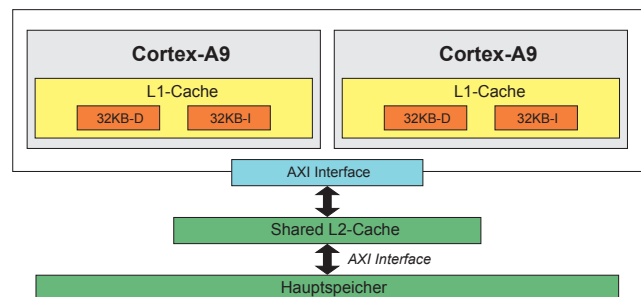 Cortex-A9
L1-Cache
32KB-D
32KB-I
Cortex-A9
L1-Cache
32KB-D
32KB-I
AXI Interface
Shared L2-Cache
AXI Interface
Hauptspeicher